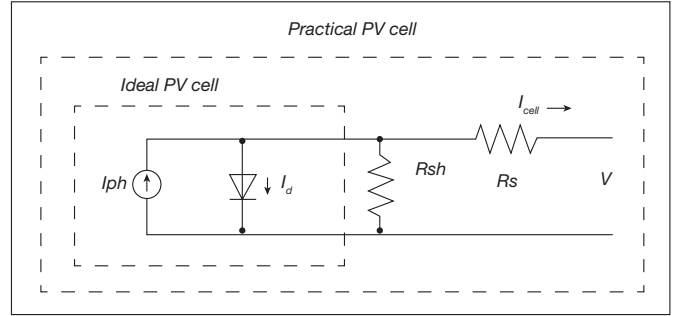 Practical PV cell
Ideal PV cell
I_cell
Iph
I_d
Rsh
Rs
V